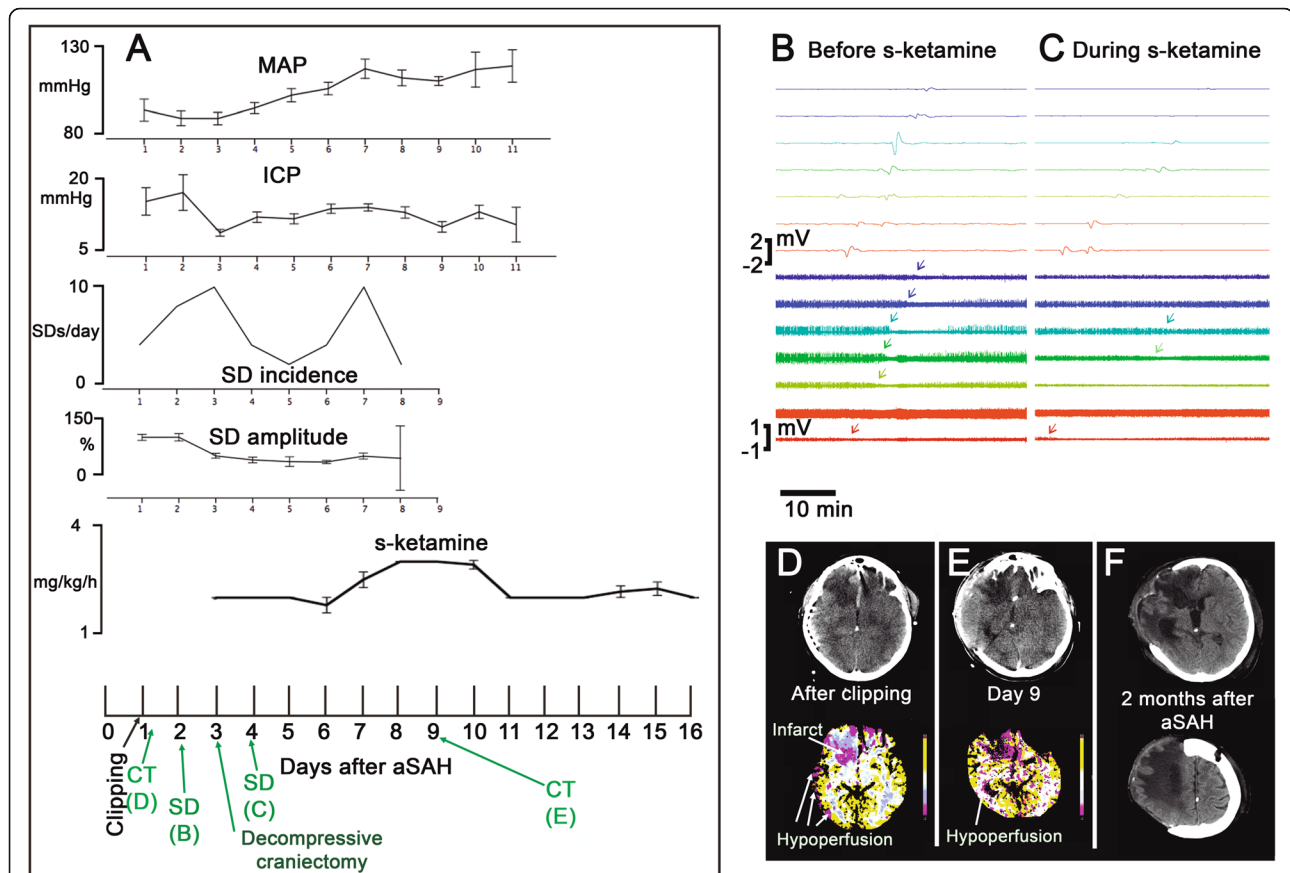 A
130
MAP
mmHg
80
1 2 3 4 5 6 7 8 9 10 11
20
ICP
mmHg
5
1 2 3 4 5 6 7 8 9 10 11
10
SDs/day
0
SD incidence
1 2 3 4 5 6 7 8 9
150
SD amplitude
%
0
1 2 3 4 5 6 7 8 9
4
s-ketamine
mg/kg/h
1
0 1 2 3 4 5 6 7 8 9 10 11 12 13 14 15 16
Days after aSAH
Clipping
CT
(D)
SD
(B)
SD
(C)
Decompressive
craniectomy
CT
(E)
B Before s-ketamine
C During s-ketamine
2
-2
mV
1
-1
mV
10 min
D
After clipping
Infarct
Hypoperfusion
E
Day 9
Hypoperfusion
F
2 months after
aSAH